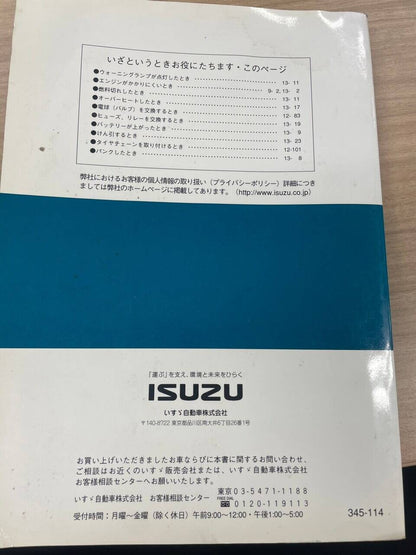 いざというときお役にたちます・このページ
●ウォーニングランプが点灯したとき 13- 11
●エンジンがかかりにくいとき 9- 2, 13- 2
●燃料切れしたとき 13- 11
●オーバーヒートしたとき 13- 17
●電球(バルブ)を交換するとき 12- 83
●ヒューズ、リレーを交換するとき 13- 19
●バッテリーが上がったとき 13- 5
●けん引するとき 13- 23
●タイヤチェーンを取り付けるとき 12-101
●パンクしたとき 13- 8
弊社におけるお客様の個人情報の取り扱い(プライバシーポリシー)詳細につき
ましては弊社のホームページに掲載してあります。(http://www.isuzu.co.jp)
「運ぶ」を支え、環境と未来をひらく
ISUZU
いすゞ自動車株式会社
〒140-8722 東京都品川区南大井6丁目26番1号
お買い上げいただきましたお車ならびに本書に関するお問い合わせ、
ご相談はお近くのいすゞ販売会社または、いすゞ自動車株式会社
お客様相談センターへお願いいたします。
東京03-5471-1188
いすゞ自動車株式会社 お客様相談センター FREE DIAL 0120-119113
受付時間:月曜〜金曜(除く休日)午前9:00〜12:00・午後1:00〜5:00
345-114